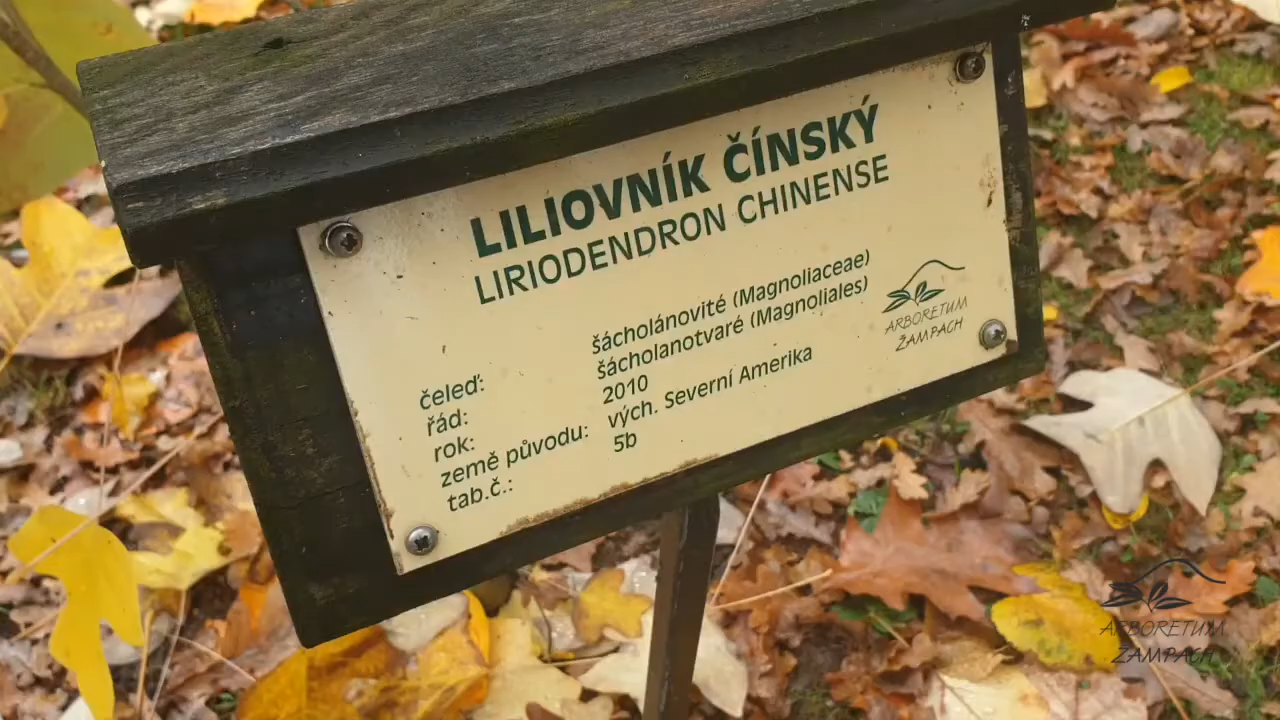 LILIOVNÍK ČÍNSKÝ
LIRIODENDRON CHINENSE
čeleď: šácholánovité (Magnoliaceae)
řád: šácholanotvaré (Magnoliales)
rok: 2010
země původu: vých. Severní Amerika
tab.č.: 5b
ARBORETUM
ŽAMPACH
ARBORETUM
ŽAMPACH